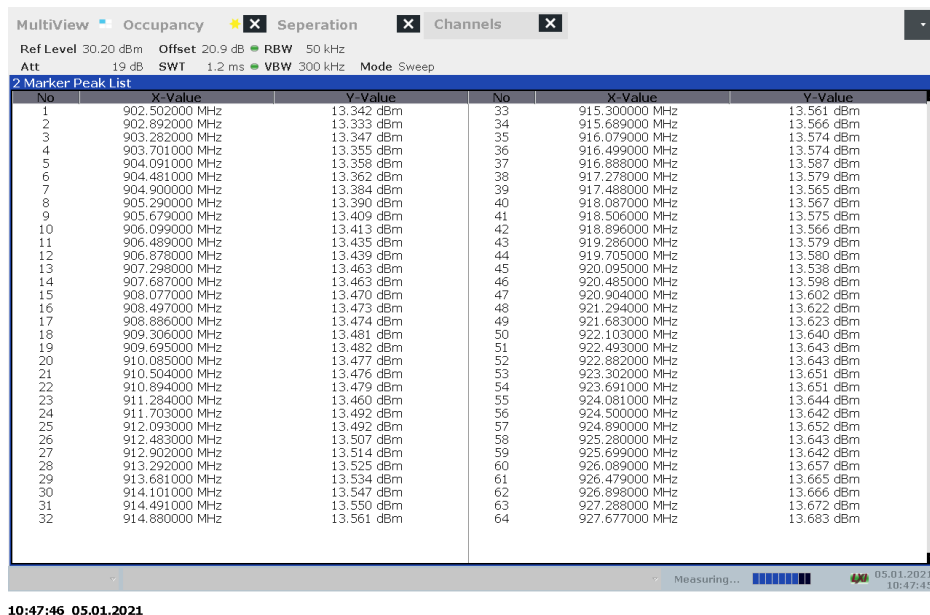 MultiView Occupancy X Seperation X Channels X
Ref Level 30.20 dBm Offset 20.9 dB RBW 50 kHz
Att 19 dB SWT 1.2 ms VBW 300 kHz Mode Sweep
2 Marker Peak List
No X-Value Y-Value No X-Value Y-Value
1 902.502000 MHz 13.342 dBm 33 915.300000 MHz 13.561 dBm
2 902.892000 MHz 13.333 dBm 34 915.689000 MHz 13.566 dBm
3 903.282000 MHz 13.347 dBm 35 916.079000 MHz 13.574 dBm
4 903.701000 MHz 13.355 dBm 36 916.499000 MHz 13.574 dBm
5 904.091000 MHz 13.358 dBm 37 916.888000 MHz 13.587 dBm
6 904.481000 MHz 13.362 dBm 38 917.278000 MHz 13.579 dBm
7 904.900000 MHz 13.384 dBm 39 917.488000 MHz 13.565 dBm
8 905.290000 MHz 13.390 dBm 40 918.087000 MHz 13.567 dBm
9 905.679000 MHz 13.409 dBm 41 918.506000 MHz 13.575 dBm
10 906.099000 MHz 13.413 dBm 42 918.896000 MHz 13.566 dBm
11 906.489000 MHz 13.435 dBm 43 919.286000 MHz 13.579 dBm
12 906.878000 MHz 13.439 dBm 44 919.705000 MHz 13.580 dBm
13 907.298000 MHz 13.463 dBm 45 920.095000 MHz 13.538 dBm
14 907.687000 MHz 13.463 dBm 46 920.485000 MHz 13.598 dBm
15 908.077000 MHz 13.470 dBm 47 920.904000 MHz 13.602 dBm
16 908.497000 MHz 13.473 dBm 48 921.294000 MHz 13.622 dBm
17 908.886000 MHz 13.474 dBm 49 921.683000 MHz 13.623 dBm
18 909.306000 MHz 13.481 dBm 50 922.103000 MHz 13.640 dBm
19 909.695000 MHz 13.482 dBm 51 922.493000 MHz 13.643 dBm
20 910.085000 MHz 13.477 dBm 52 922.882000 MHz 13.643 dBm
21 910.504000 MHz 13.476 dBm 53 923.302000 MHz 13.651 dBm
22 910.894000 MHz 13.479 dBm 54 923.691000 MHz 13.651 dBm
23 911.284000 MHz 13.460 dBm 55 924.081000 MHz 13.644 dBm
24 911.703000 MHz 13.492 dBm 56 924.500000 MHz 13.642 dBm
25 912.093000 MHz 13.492 dBm 57 924.890000 MHz 13.652 dBm
26 912.483000 MHz 13.507 dBm 58 925.280000 MHz 13.643 dBm
27 912.902000 MHz 13.514 dBm 59 925.699000 MHz 13.642 dBm
28 913.292000 MHz 13.525 dBm 60 926.089000 MHz 13.657 dBm
29 913.681000 MHz 13.534 dBm 61 926.479000 MHz 13.665 dBm
30 914.101000 MHz 13.547 dBm 62 926.898000 MHz 13.666 dBm
31 914.491000 MHz 13.550 dBm 63 927.288000 MHz 13.672 dBm
32 914.880000 MHz 13.561 dBm 64 927.677000 MHz 13.683 dBm
Measuring... 05.01.2021
10:47:45
10:47:46 05.01.2021